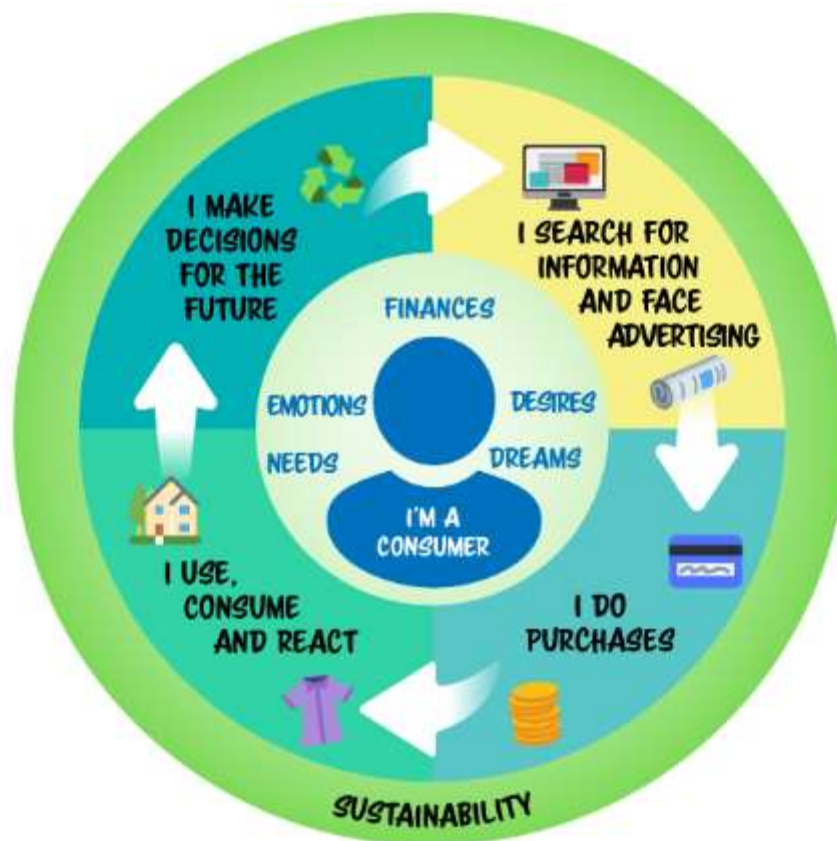 I MAKE
DECISIONS
FOR THE
FUTURE
I SEARCH FOR
INFORMATION
AND FACE
ADVERTISING
FINANCES
EMOTIONS
DESIRES
NEEDS
DREAMS
I'M A
CONSUMER
I USE,
CONSUME
AND REACT
I DO
PURCHASES
SUSTAINABILITY